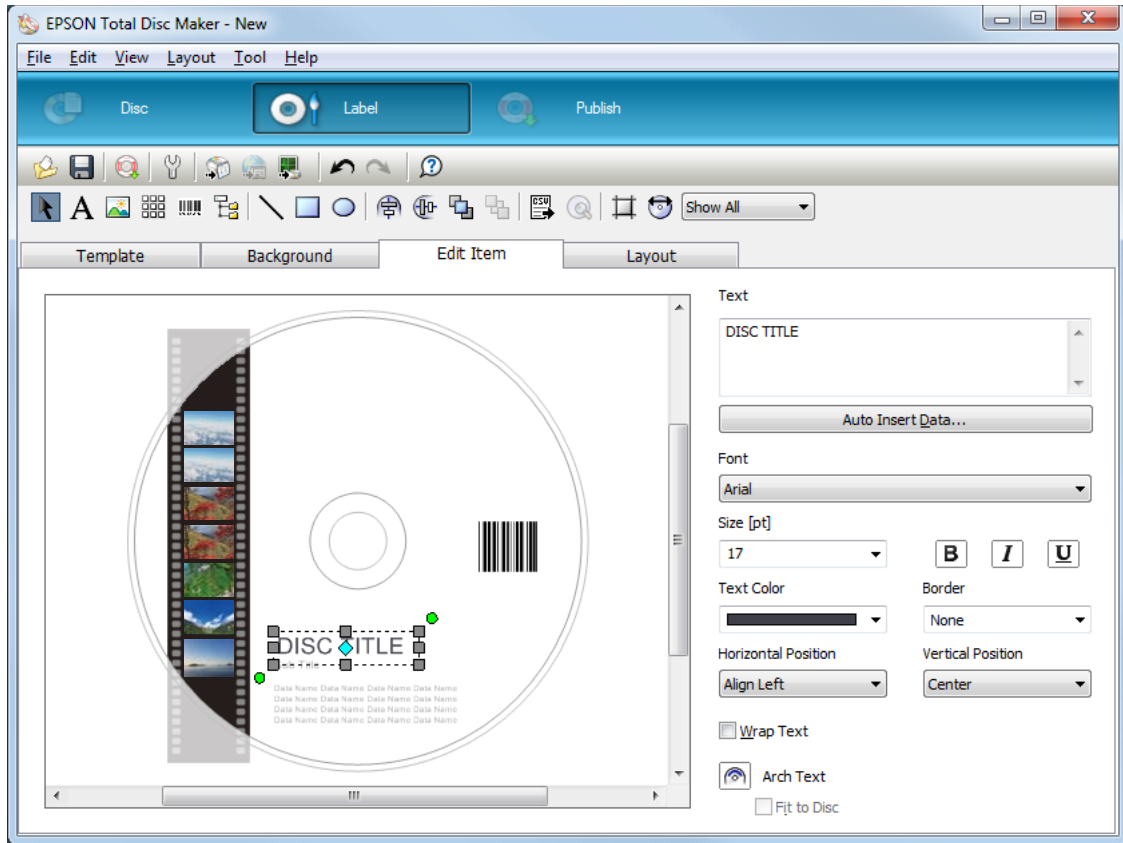 EPSON Total Disc Maker - New
File Edit View Layout Tool Help
Disc Label Publish
CSV Show All
Template Background Edit Item Layout
Text
DISC TITLE
Auto Insert Data...
Font
Arial
Size [pt]
17 B I U
Text Color Border
None
Horizontal Position Vertical Position
Align Left Center
Wrap Text
Arch Text
Fit to Disc
DISC TITLE
Sub Title
Data Name Data Name Data Name Data Name
Data Name Data Name Data Name Data Name
Data Name Data Name Data Name Data Name
Data Name Data Name Data Name Data Name